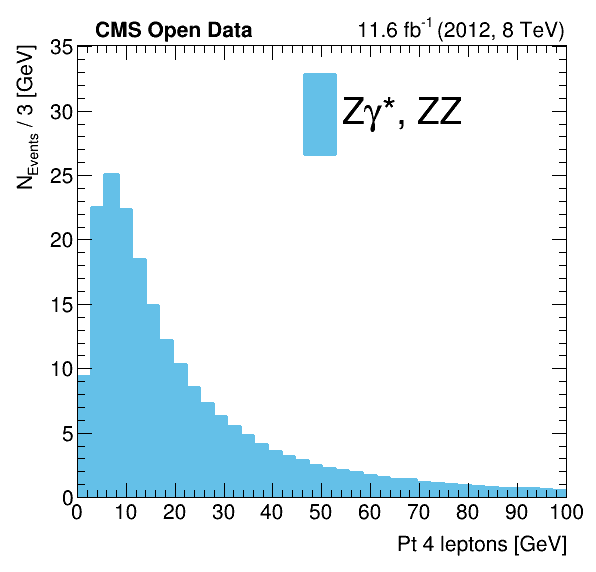 CMS Open Data 11.6 fb⁻¹ (2012, 8 TeV)
N_Events / 3 [GeV]
Zγ*, ZZ
35
30
25
20
15
10
5
0
0 10 20 30 40 50 60 70 80 90 100
Pt 4 leptons [GeV]